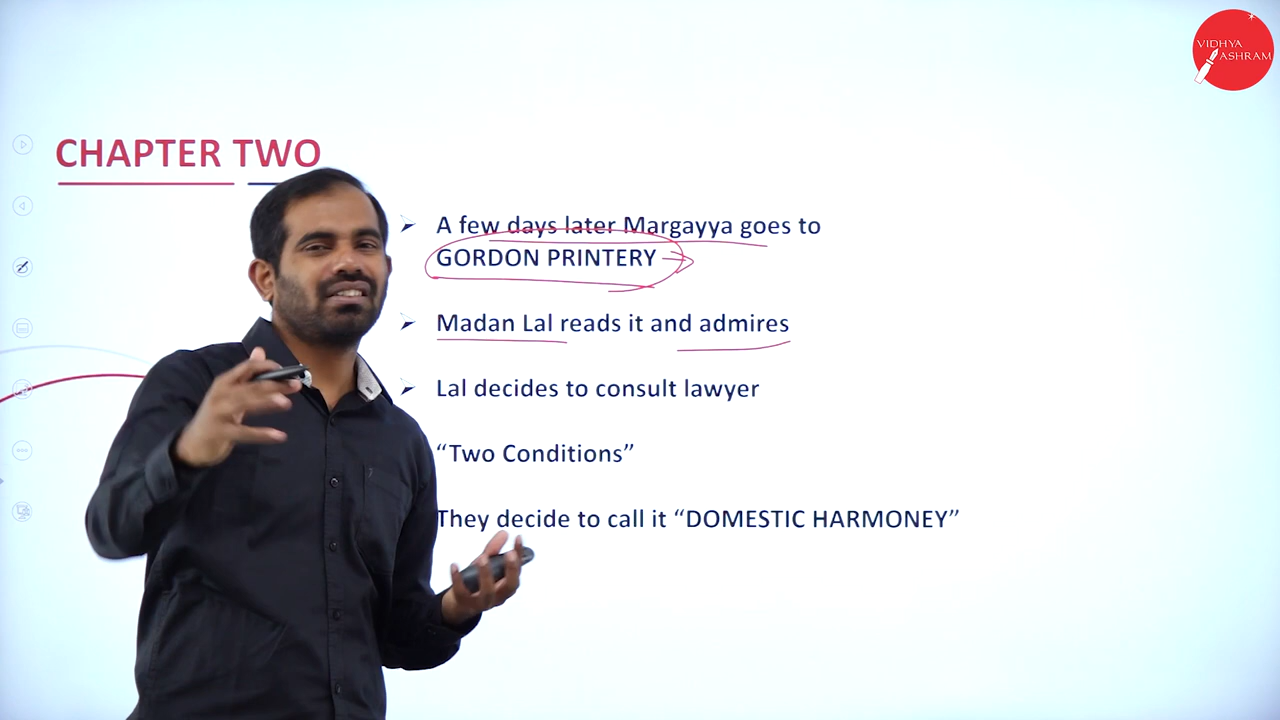 VIDHYA
ASHRAM
CHAPTER TWO
A few days later Margayya goes to
GORDON PRINTERY
Madan Lal reads it and admires
Lal decides to consult lawyer
“Two Conditions”
They decide to call it “DOMESTIC HARMONEY”